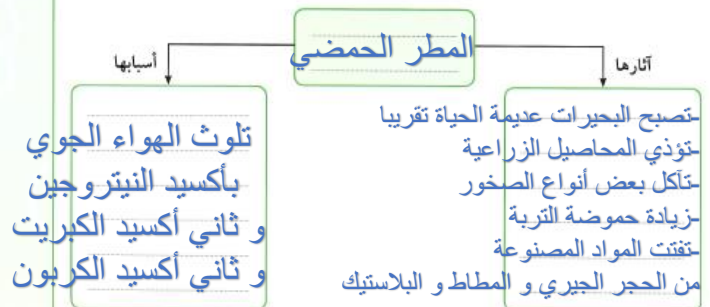 المطر الحمضي
آثارها
أسبابها
-تصبح البحيرات عديمة الحياة تقريبا
-تؤذي المحاصيل الزراعية
-تآكل بعض أنواع الصخور
-زيادة حموضة التربة
-تفتت المواد المصنوعة
من الحجر الجيري و المطاط و البلاستيك
تلوث الهواء الجوي
بأكسيد النيتروجين
و ثاني أكسيد الكبريت
و ثاني أكسيد الكربون